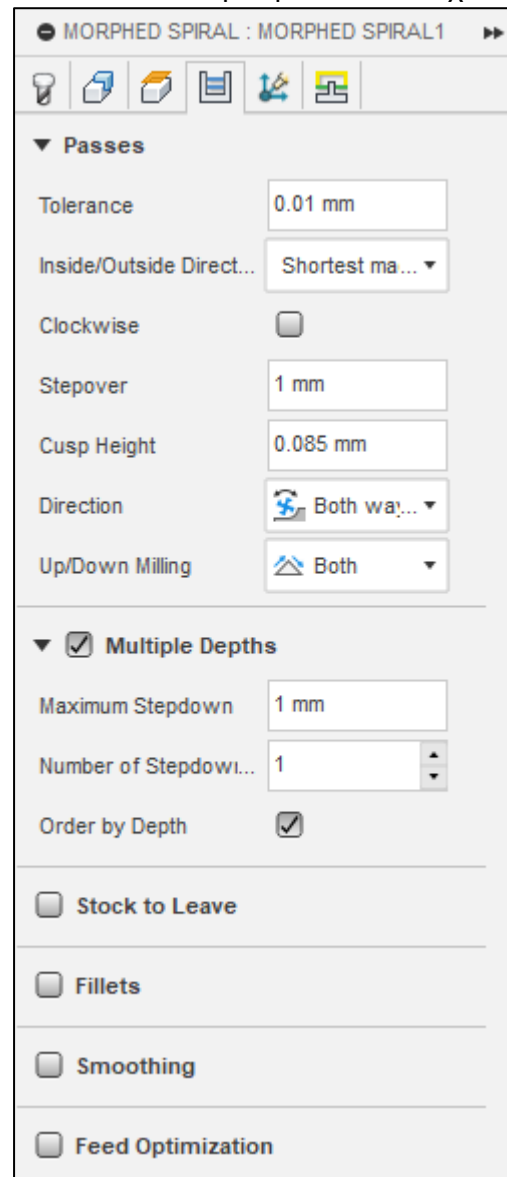 MORPHED SPIRAL : MORPHED SPIRAL1
Passes
Tolerance 0.01 mm
Inside/Outside Direct... Shortest ma...
Clockwise
Stepover 1 mm
Cusp Height 0.085 mm
Direction Both way...
Up/Down Milling Both
Multiple Depths
Maximum Stepdown 1 mm
Number of Stepdow... 1
Order by Depth
Stock to Leave
Fillets
Smoothing
Feed Optimization